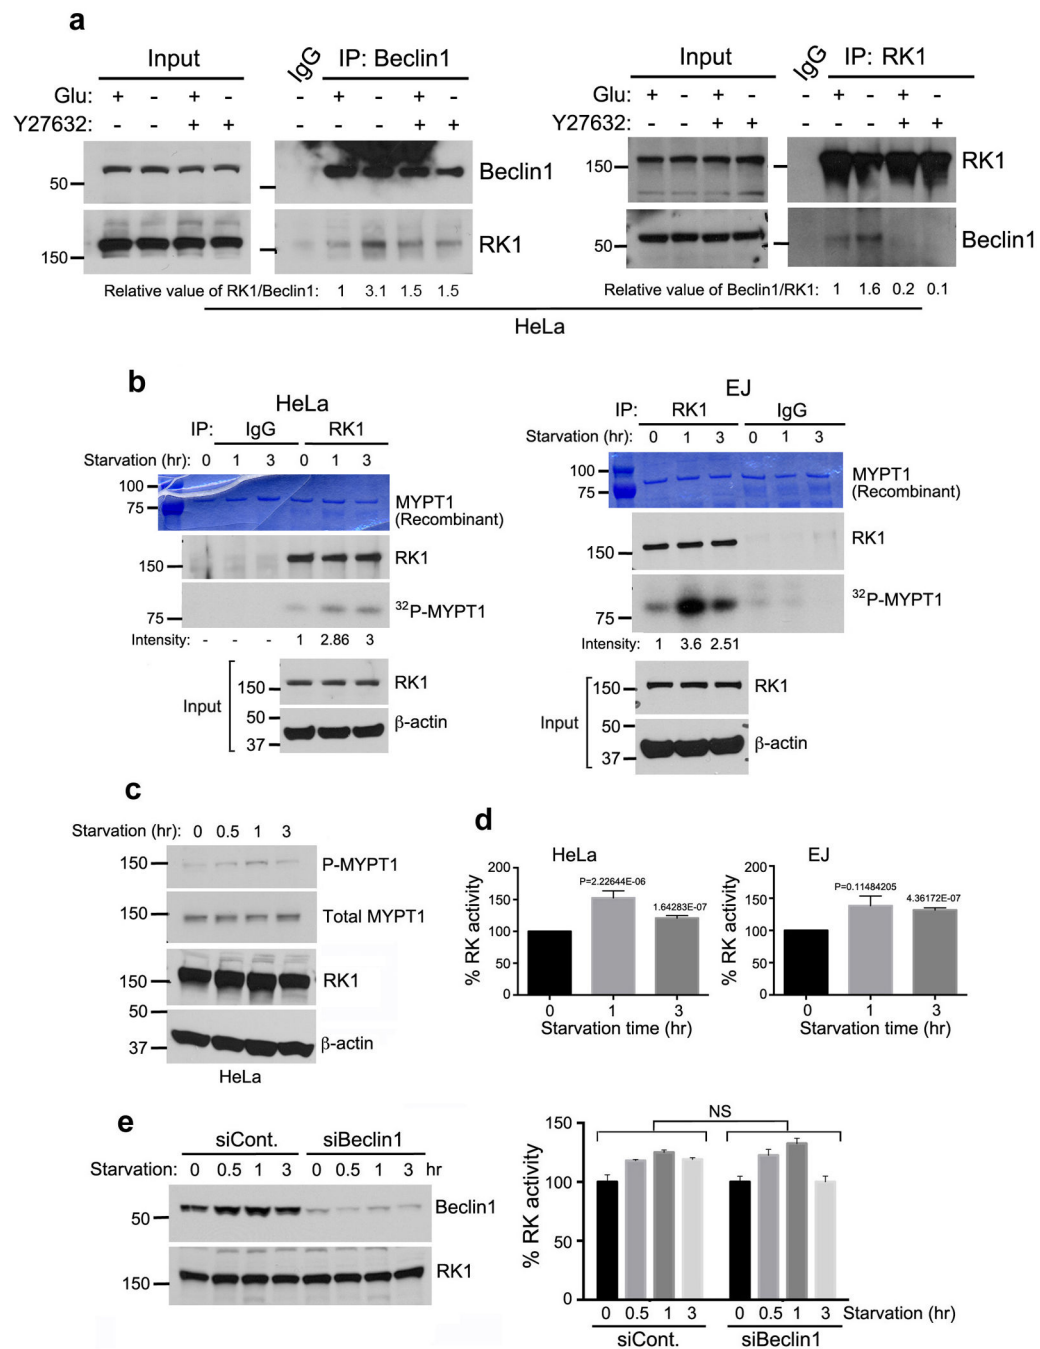 a
Input IgG IP: Beclin1
Glu: + - + - - + - + -
Y27632: - - + + - - - + +
50 Beclin1
150 RK1
Relative value of RK1/Beclin1: 1 3.1 1.5 1.5
Input IgG IP: RK1
Glu: + - + - - + - + -
Y27632: - - + + - - - + +
150 RK1
50 Beclin1
Relative value of Beclin1/RK1: 1 1.6 0.2 0.1
HeLa
b
HeLa
IP: IgG RK1
Starvation (hr): 0 1 3 0 1 3
100
75
MYPT1
(Recombinant)
150 RK1
75 32P-MYPT1
Intensity: - - - 1 2.86 3
Input
150 RK1
50
37
β-actin
EJ
IP: RK1 IgG
Starvation (hr): 0 1 3 0 1 3
100
75
MYPT1
(Recombinant)
150 RK1
75 32P-MYPT1
Intensity: 1 3.6 2.51
Input
150 RK1
50
37
β-actin
c
Starvation (hr): 0 0.5 1 3
150 P-MYPT1
150 Total MYPT1
150 RK1
50
37 β-actin
HeLa
d
HeLa
% RK activity
200
150
100
50
0
P=2.22644E-06
1.64283E-07
0 1 3
Starvation time (hr)
EJ
% RK activity
200
150
100
50
0
P=0.11484205
4.36172E-07
0 1 3
Starvation time (hr)
e
siCont. siBeclin1
Starvation: 0 0.5 1 3 0 0.5 1 3 hr
50 Beclin1
150 RK1
% RK activity
150
100
50
0
NS
0 0.5 1 3 0 0.5 1 3 Starvation (hr)
siCont. siBeclin1